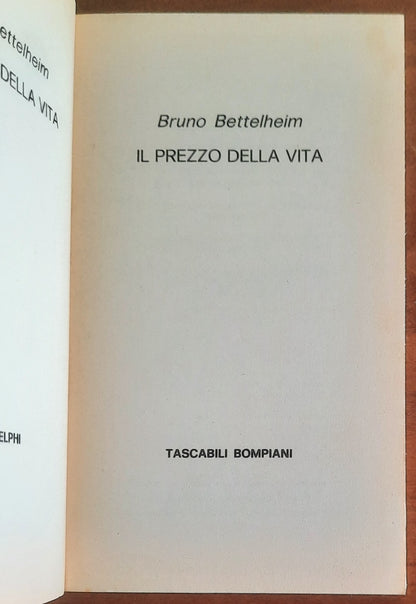 ettelheim
DELLA VITA
ELPHI
Bruno Bettelheim
IL PREZZO DELLA VITA
TASCABILI BOMPIANI